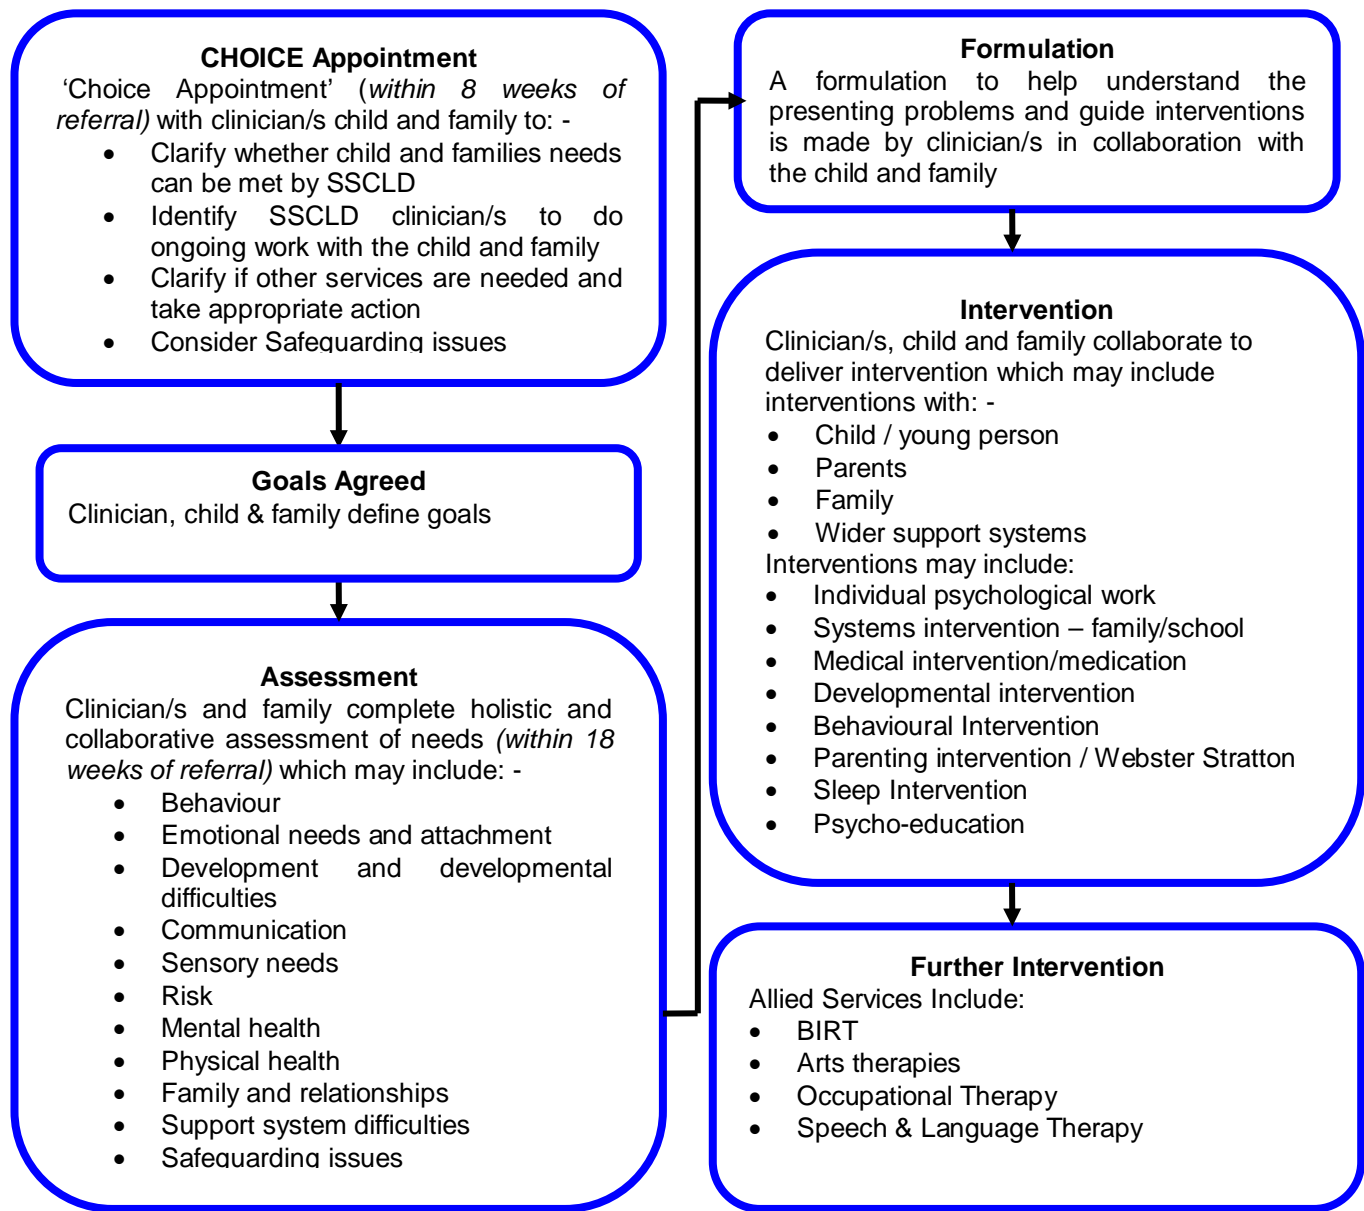 CHOICE Appointment
‘Choice Appointment’ (within 8 weeks of
referral) with clinician/s child and family to: -
• Clarify whether child and families needs
can be met by SSCLD
• Identify SSCLD clinician/s to do
ongoing work with the child and family
• Clarify if other services are needed and
take appropriate action
• Consider Safeguarding issues
Goals Agreed
Clinician, child & family define goals
Assessment
Clinician/s and family complete holistic and
collaborative assessment of needs (within 18
weeks of referral) which may include: -
• Behaviour
• Emotional needs and attachment
• Development and developmental
difficulties
• Communication
• Sensory needs
• Risk
• Mental health
• Physical health
• Family and relationships
• Support system difficulties
• Safeguarding issues
Formulation
A formulation to help understand the
presenting problems and guide interventions
is made by clinician/s in collaboration with
the child and family
Intervention
Clinician/s, child and family collaborate to
deliver intervention which may include
interventions with: -
• Child / young person
• Parents
• Family
• Wider support systems
Interventions may include:
• Individual psychological work
• Systems intervention – family/school
• Medical intervention/medication
• Developmental intervention
• Behavioural Intervention
• Parenting intervention / Webster Stratton
• Sleep Intervention
• Psycho-education
Further Intervention
Allied Services Include:
• BIRT
• Arts therapies
• Occupational Therapy
• Speech & Language Therapy